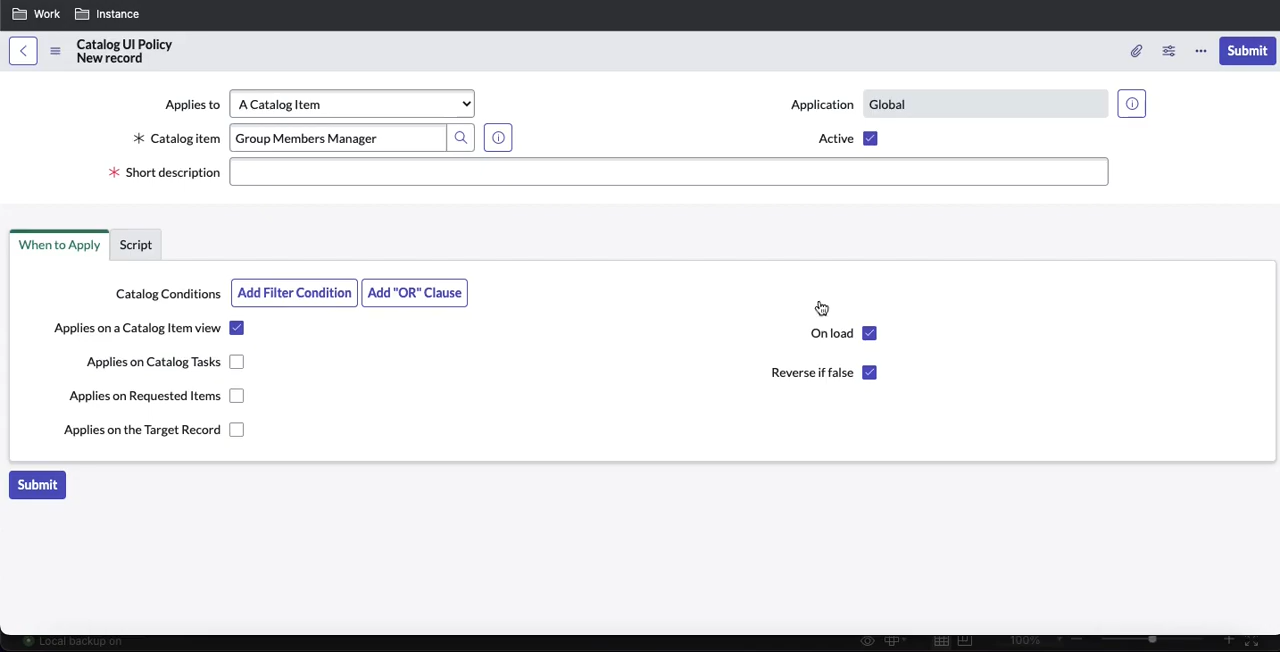 Work Instance
Catalog UI Policy
New record
Submit
Applies to A Catalog Item
Application Global
* Catalog item Group Members Manager
Active
* Short description
When to Apply Script
Catalog Conditions Add Filter Condition Add "OR" Clause
Applies on a Catalog Item view
On load
Applies on Catalog Tasks
Reverse if false
Applies on Requested Items
Applies on the Target Record
Submit
Local backup on 100%